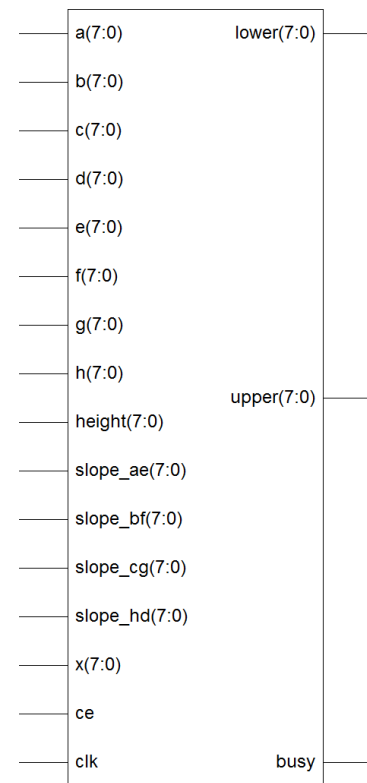 a(7:0) lower(7:0)
b(7:0)
c(7:0)
d(7:0)
e(7:0)
f(7:0)
g(7:0)
h(7:0)
upper(7:0)
height(7:0)
slope_ae(7:0)
slope_bf(7:0)
slope_cg(7:0)
slope_hd(7:0)
x(7:0)
ce
clk busy